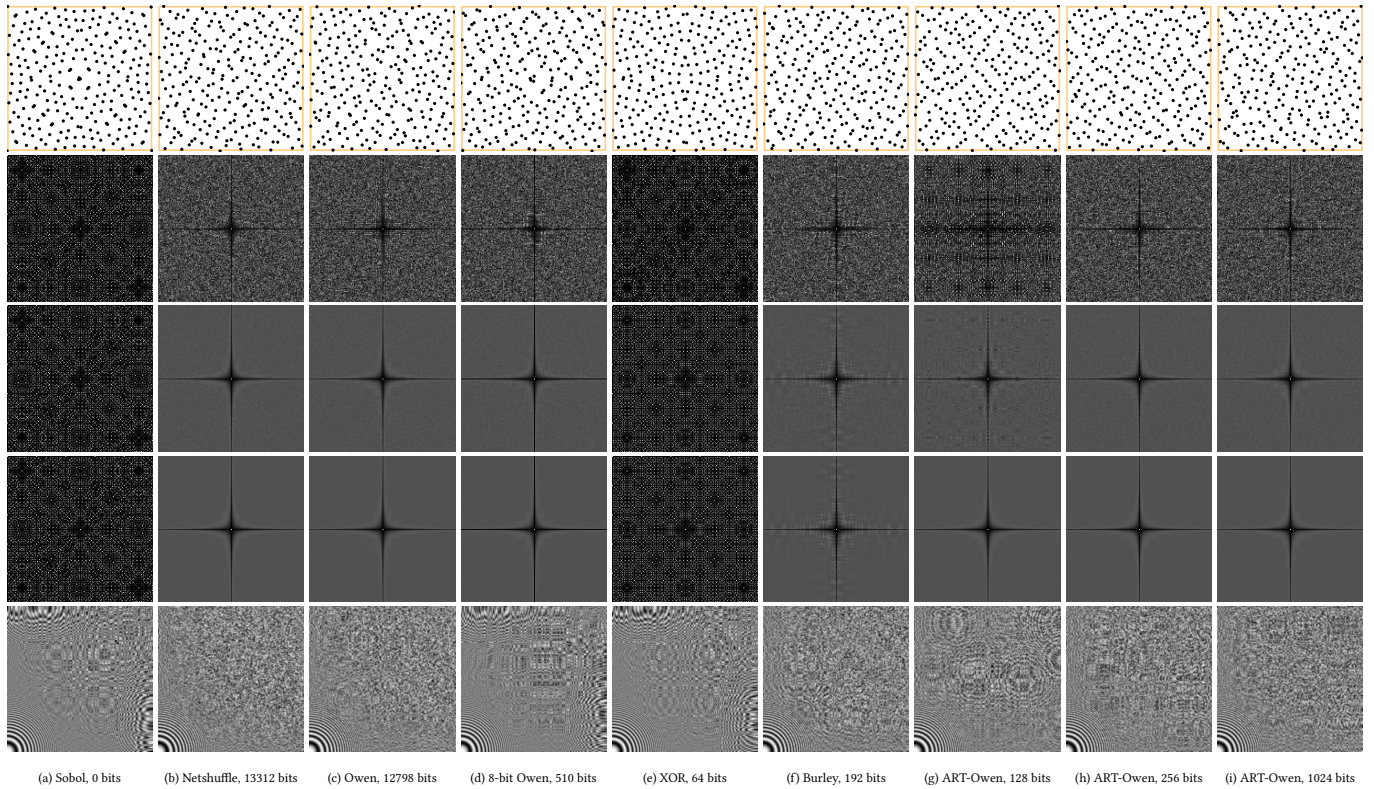 (a) Sobol, 0 bits
(b) Netshuffle, 13312 bits
(c) Owen, 12798 bits
(d) 8-bit Owen, 510 bits
(e) XOR, 64 bits
(f) Burley, 192 bits
(g) ART-Owen, 128 bits
(h) ART-Owen, 256 bits
(i) ART-Owen, 1024 bits